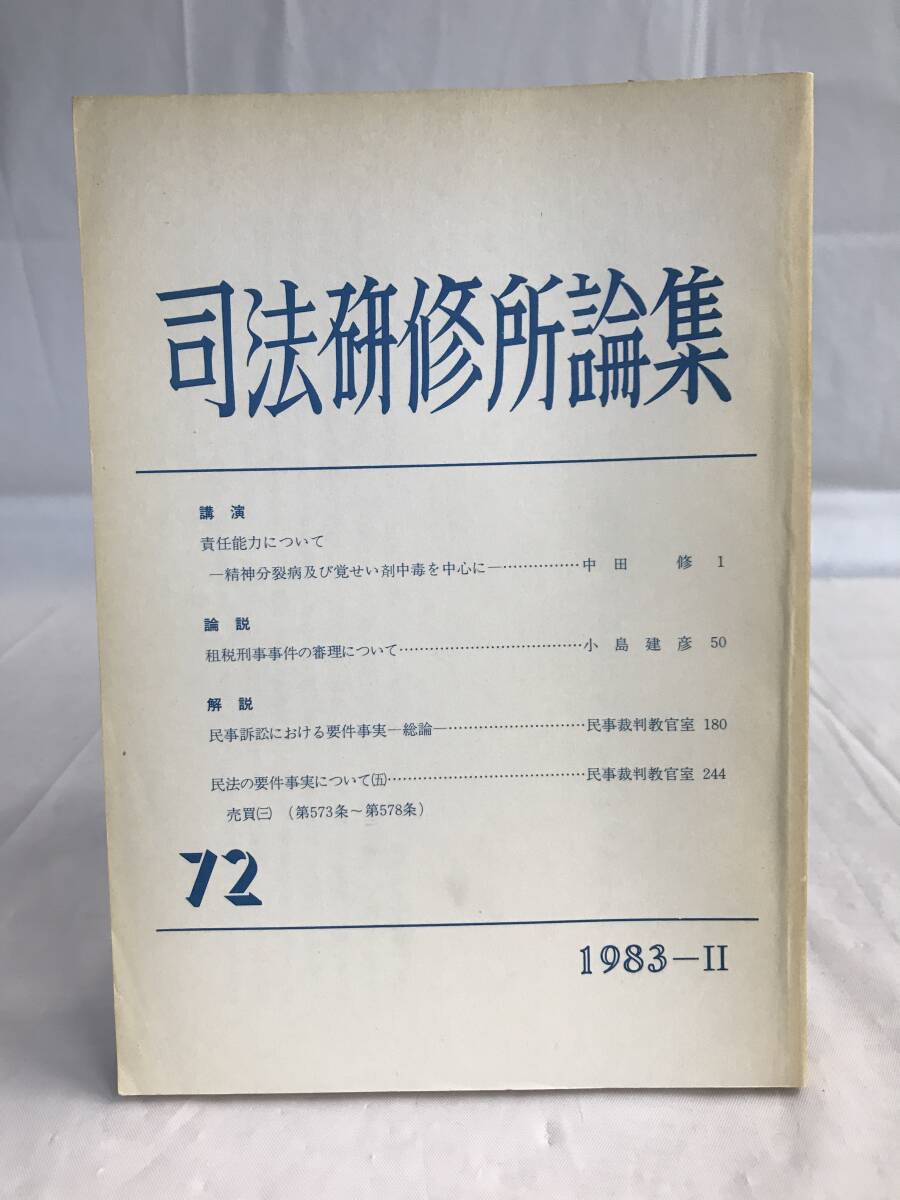 司法研修所論集
講演
責任能力について
―精神分裂病及び覚せい剤中毒を中心に―……………中田 修 1
論説
租税刑事事件の審理について………………………………小島建彦 50
解説
民事訴訟における要件事実―総論―………………………民事裁判教官室 180
民法の要件事実について㈤…………………………………民事裁判教官室 244
売買㈢ (第573条~第578条)
72
1983―II